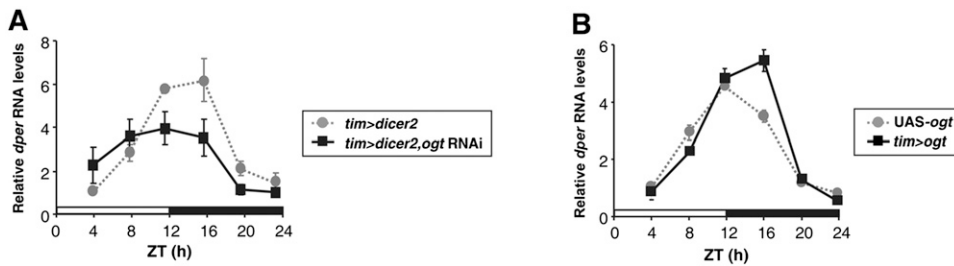 A
Relative dper RNA levels
8
6
4
2
0
0 4 8 12 16 20 24
ZT (h)
tim>dicer2
tim>dicer2,ogt RNAi
B
Relative dper RNA levels
6
4
2
0
0 4 8 12 16 20 24
ZT (h)
UAS-ogt
tim>ogt